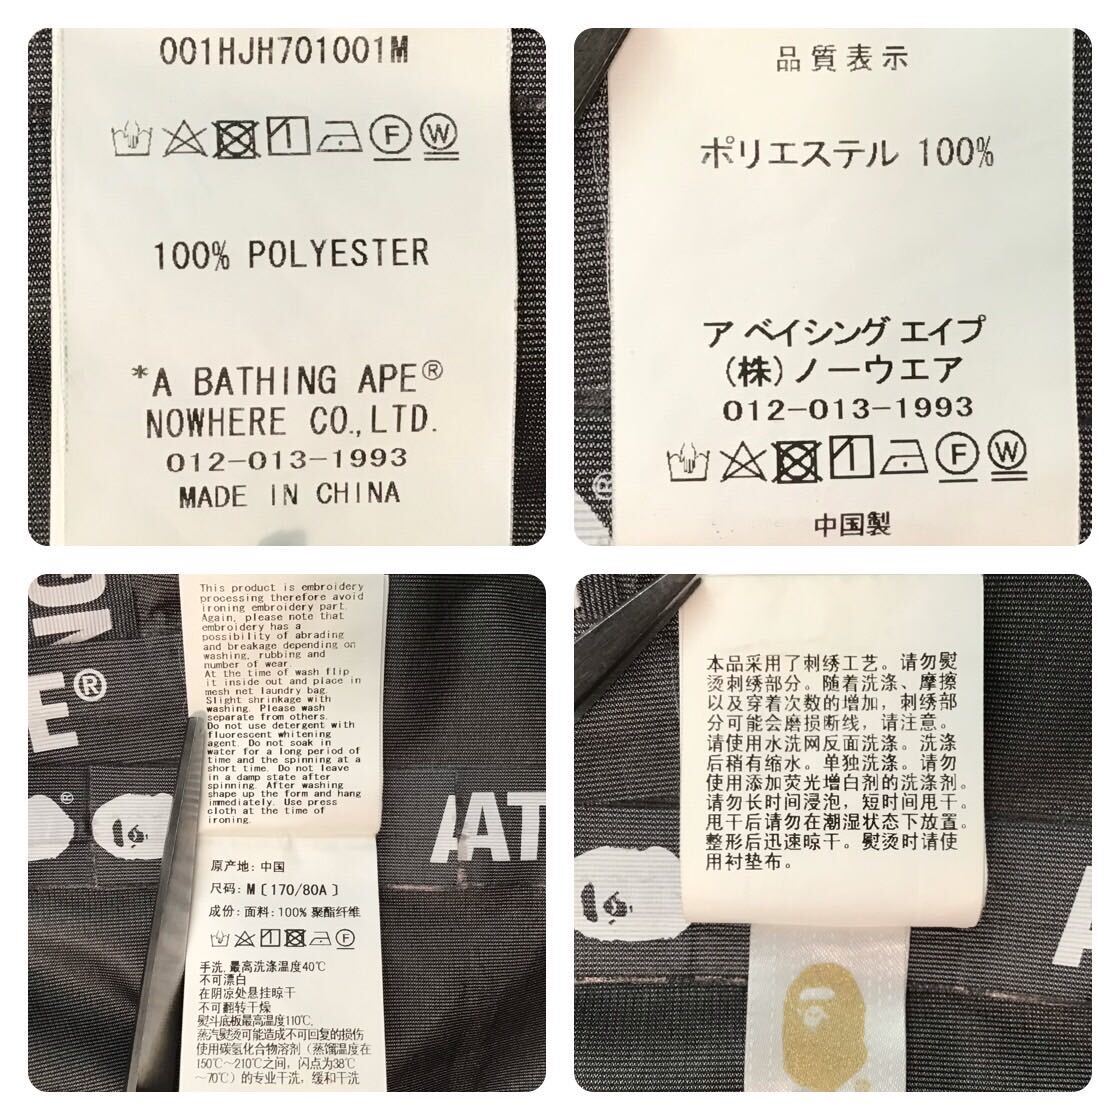 001HJH701001M
F W
100% POLYESTER
*A BATHING APE®
NOWHERE CO.,LTD.
012-013-1993
MADE IN CHINA
品質表示
ポリエステル 100%
ア ベイシング エイプ
(株)ノーウエア
012-013-1993
F W
中国製
®
This product is embroidery
processing therefore avoid
ironing embroidery part.
Again, please note that
embroidery has a
possibility of abrading
and breakage depending on
washing, rubbing and
number of wear.
At the time of wash flip
it inside out and place in
mesh net laundry bag.
Slight shrinkage with
washing. Please wash
separate from others.
Do not use detergent with
fluorescent whitening
agent. Do not soak in
water for a long period of
time and the spinning at a
short time. Do not leave
in a damp state after
spinning. After washing
shape up the form and hang
immediately. Use press
cloth at the time of
ironing.
原产地: 中国
尺码: M [170/80A]
成份: 面料: 100% 聚酯纤维
F
手洗, 最高洗涤温度40℃
不可漂白
在阴凉处悬挂晾干
不可翻转干燥
熨斗底板最高温度110℃,
蒸汽熨烫可能造成不可回复的损伤
使用碳氢化合物溶剂 (蒸馏温度在
150℃~210℃之间, 闪点为38℃
~70℃) 的专业干洗, 缓和干洗
E®
AT
本品采用了刺绣工艺。请勿熨
烫刺绣部分。随着洗涤、摩擦
以及穿着次数的增加,刺绣部
分可能会磨损断线,请注意。
请使用水洗网反面洗涤。洗涤
后稍有缩水。单独洗涤。请勿
使用添加荧光增白剂的洗涤剂。
请勿长时间浸泡,短时间甩干。
甩干后请勿在潮湿状态下放置。
整形后迅速晾干。熨烫时请使
用衬垫布。